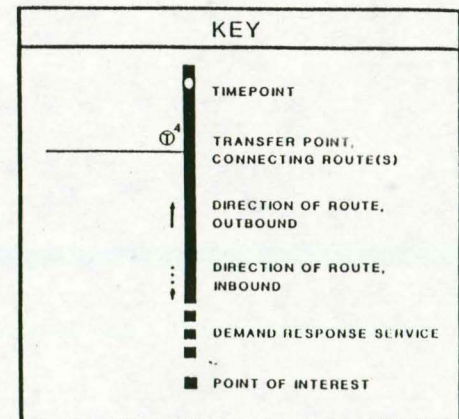 KEY
TIMEPOINT
T 4
TRANSFER POINT,
CONNECTING ROUTE(S)
DIRECTION OF ROUTE,
OUTBOUND
DIRECTION OF ROUTE,
INBOUND
DEMAND RESPONSE SERVICE
POINT OF INTEREST